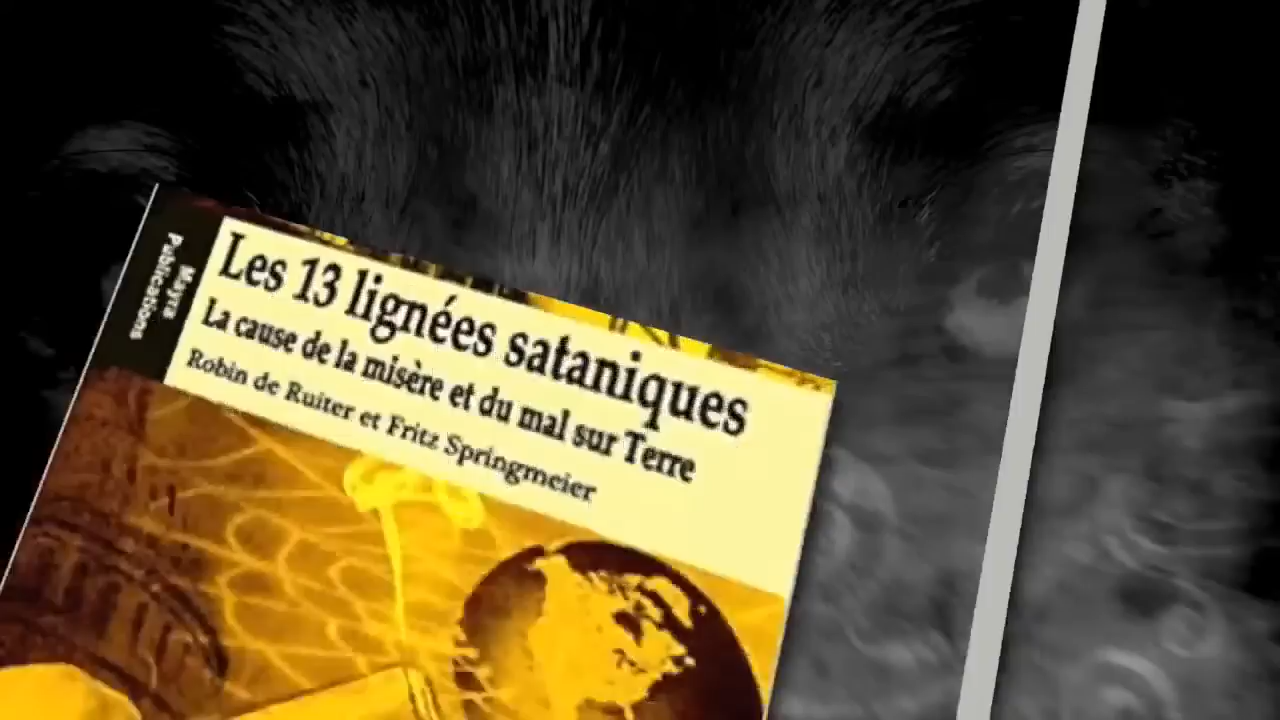 Mayra
Publications
Les 13 lignées sataniques
La cause de la misère et du mal sur Terre
Robin de Ruiter et Fritz Springmeier